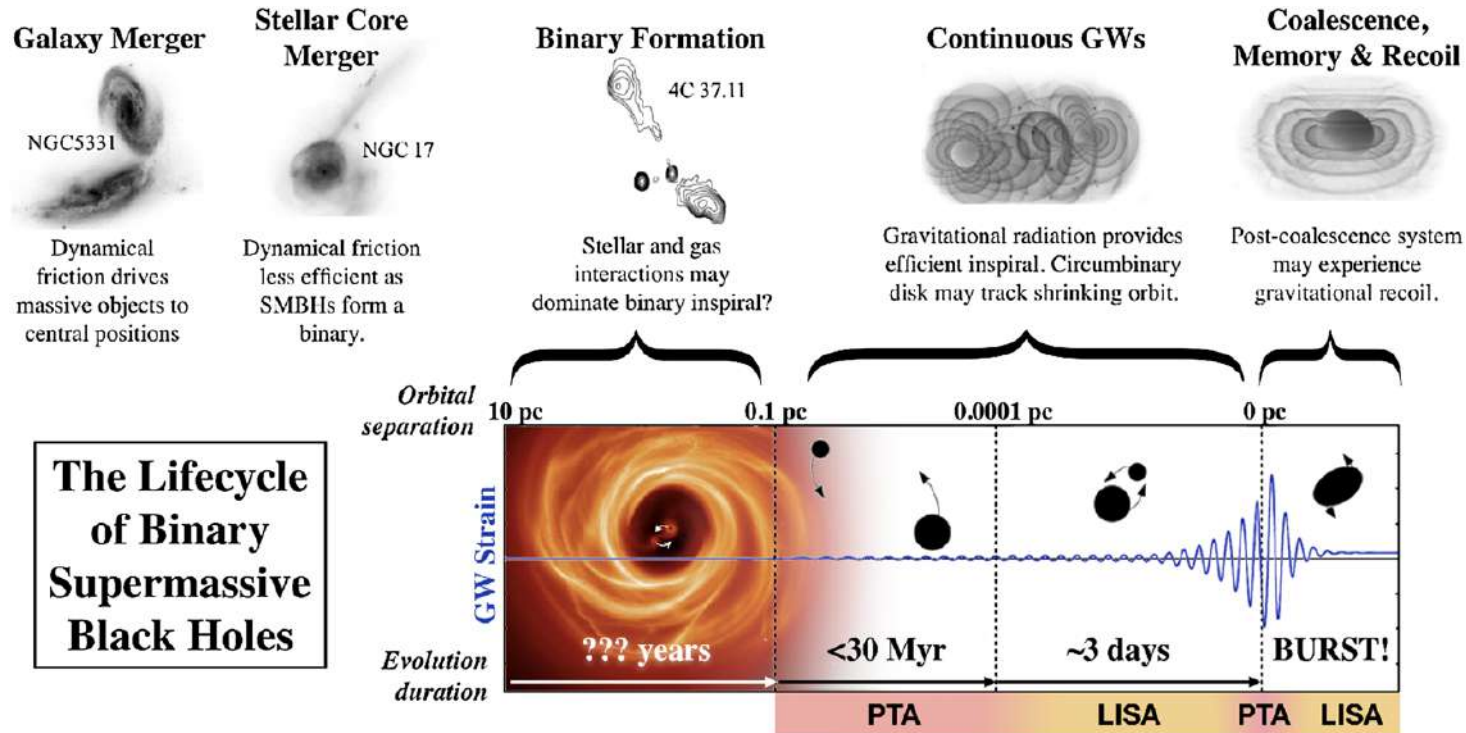 Galaxy Merger
NGC5331
Dynamical
friction drives
massive objects to
central positions
Stellar Core
Merger
NGC 17
Dynamical friction
less efficient as
SMBHs form a
binary.
Binary Formation
4C 37.11
Stellar and gas
interactions may
dominate binary inspiral?
Continuous GWs
Gravitational radiation provides
efficient inspiral. Circumbinary
disk may track shrinking orbit.
Coalescence,
Memory & Recoil
Post-coalescence system
may experience
gravitational recoil.
The Lifecycle
of Binary
Supermassive
Black Holes
Orbital
separation
10 pc
0.1 pc
0.0001 pc
0 pc
GW Strain
Evolution
duration
??? years
<30 Myr
~3 days
BURST!
PTA
LISA
PTA
LISA